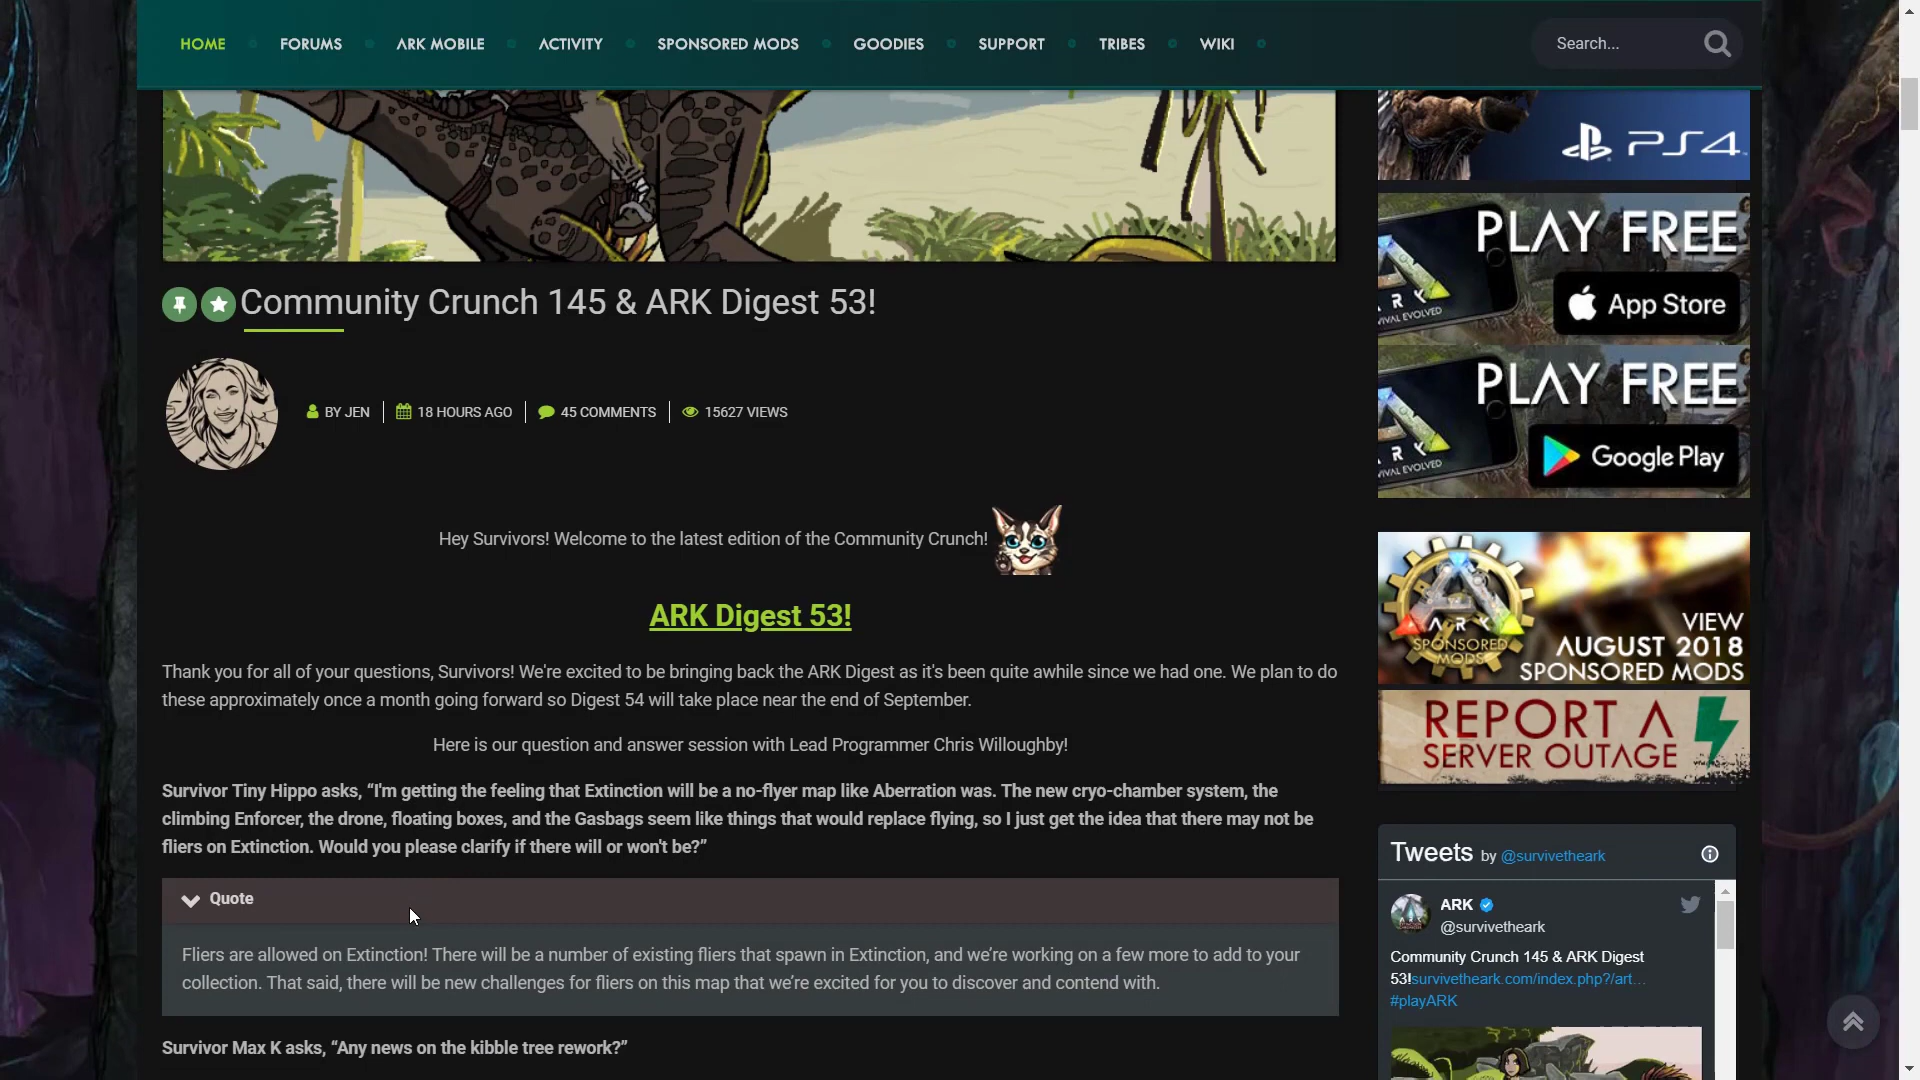 HOME FORUMS ARK MOBILE ACTIVITY SPONSORED MODS GOODIES SUPPORT TRIBES WIKI
Search...
PS4
PLAY FREE
App Store
PLAY FREE
Google Play
Community Crunch 145 & ARK Digest 53!
BY JEN
18 HOURS AGO
45 COMMENTS
15627 VIEWS
Hey Survivors! Welcome to the latest edition of the Community Crunch!
ARK Digest 53!
Thank you for all of your questions, Survivors! We're excited to be bringing back the ARK Digest as it's been quite awhile since we had one. We plan to do
these approximately once a month going forward so Digest 54 will take place near the end of September.
Here is our question and answer session with Lead Programmer Chris Willoughby!
Survivor Tiny Hippo asks, “I'm getting the feeling that Extinction will be a no-flyer map like Aberration was. The new cryo-chamber system, the
climbing Enforcer, the drone, floating boxes, and the Gasbags seem like things that would replace flying, so I just get the idea that there may not be
fliers on Extinction. Would you please clarify if there will or won't be?”
Quote
Fliers are allowed on Extinction! There will be a number of existing fliers that spawn in Extinction, and we’re working on a few more to add to your
collection. That said, there will be new challenges for fliers on this map that we’re excited for you to discover and contend with.
Survivor Max K asks, “Any news on the kibble tree rework?”
ARK
SPONSORED
MODS
VIEW
AUGUST 2018
SPONSORED MODS
REPORT A
SERVER OUTAGE
Tweets by @survivetheark
ARK
@survivetheark
Community Crunch 145 & ARK Digest
53!survivetheark.com/index.php?/art…
#playARK